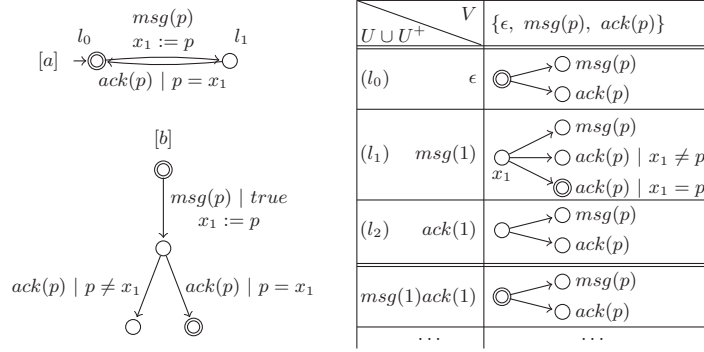 msg(p)
x₁ := p
l₀
l₁
[a]
ack(p) | p = x₁
[b]
msg(p) | true
x₁ := p
ack(p) | p ≠ x₁
ack(p) | p = x₁
V
{ϵ, msg(p), ack(p)}
U ∪ U⁺
(l₀) ϵ
msg(p)
ack(p)
(l₁) msg(1)
x₁
msg(p)
ack(p) | x₁ ≠ p
ack(p) | x₁ = p
(l₂) ack(1)
msg(p)
ack(p)
msg(1)ack(1)
msg(p)
ack(p)
⋯ ⋯